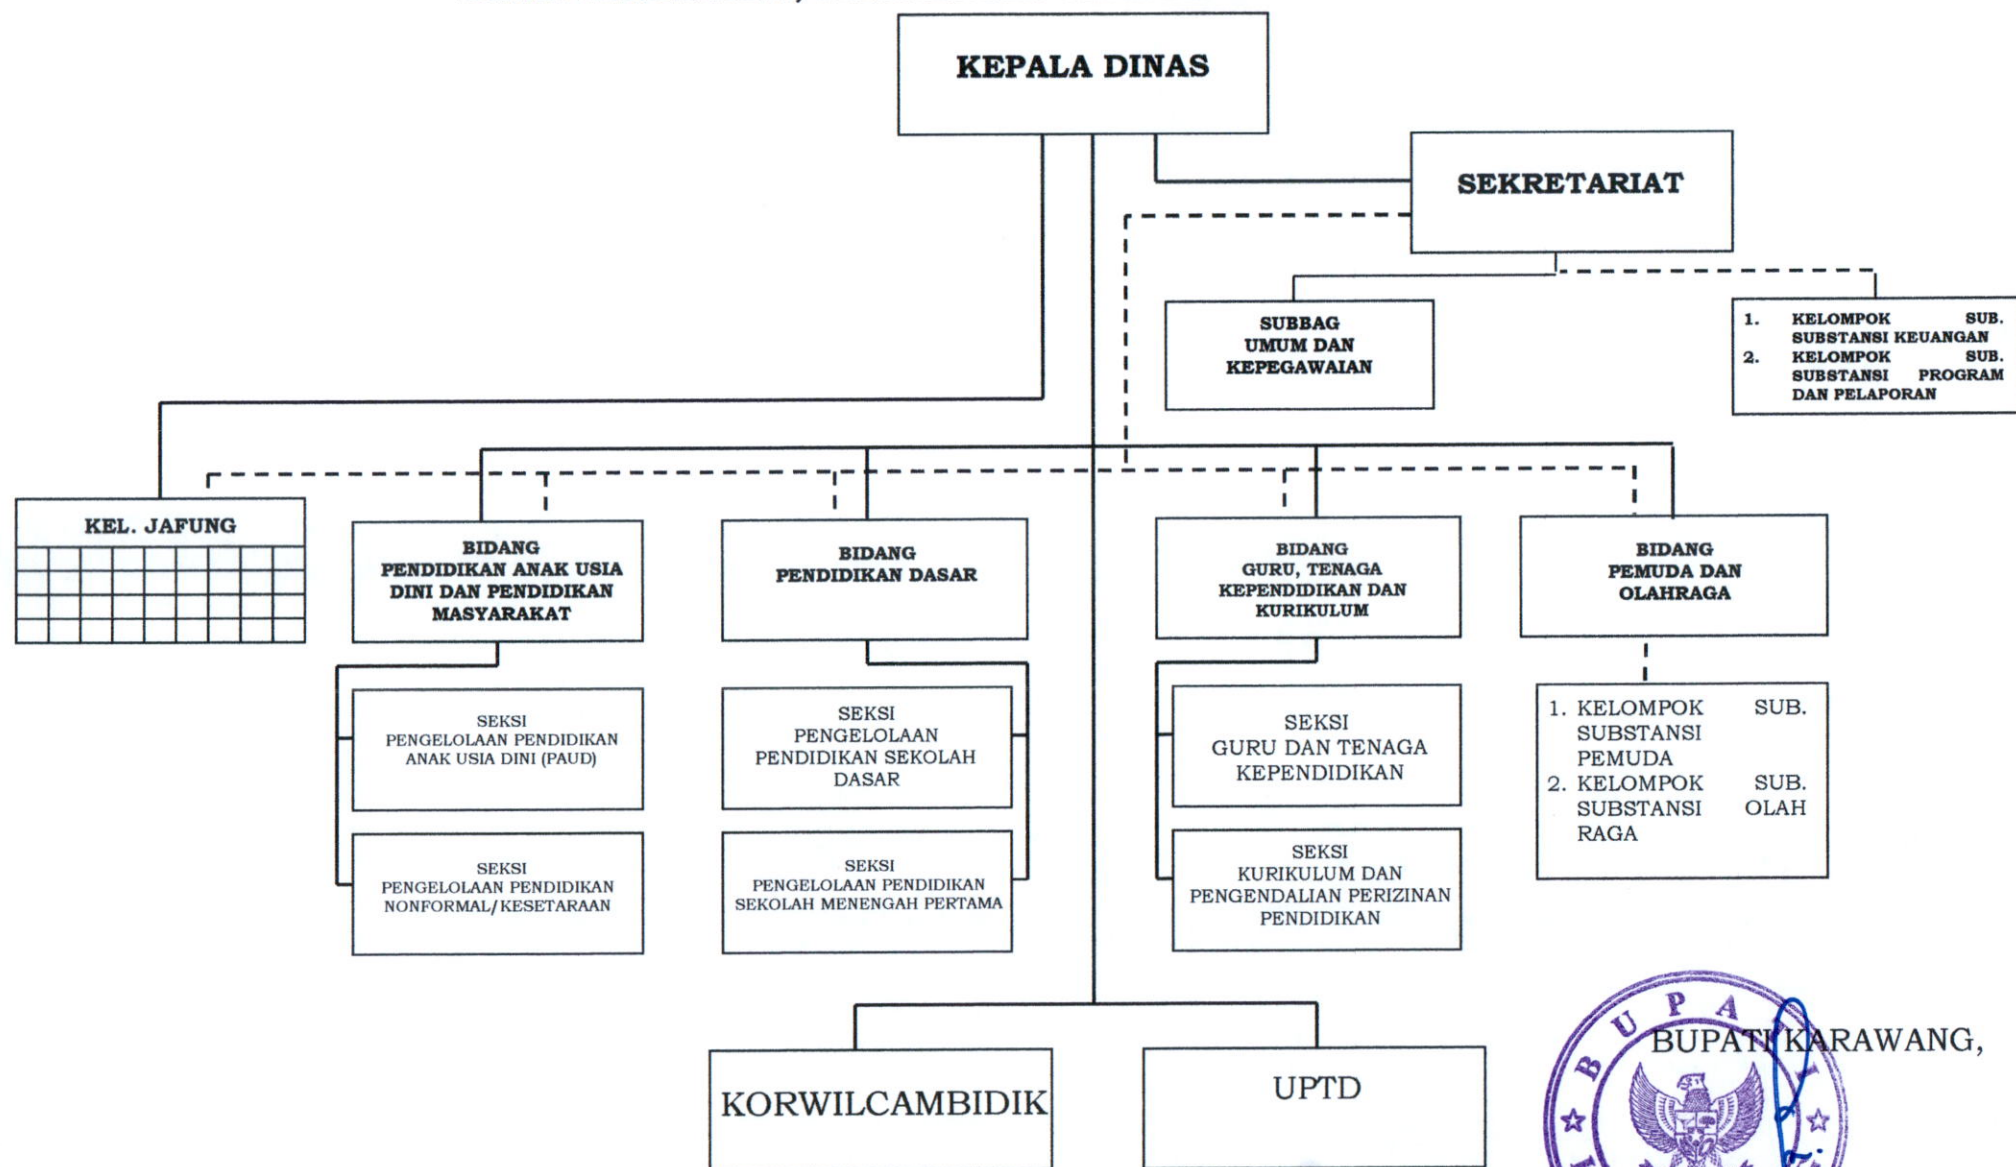 KEPALA DINAS
SEKRETARIAT
SUBBAG
UMUM DAN
KEPEGAWAIAN
1. KELOMPOK SUB.
SUBSTANSI KEUANGAN
2. KELOMPOK SUB.
SUBSTANSI PROGRAM
DAN PELAPORAN
KEL. JAFUNG
BIDANG
PENDIDIKAN ANAK USIA
DINI DAN PENDIDIKAN
MASYARAKAT
BIDANG
PENDIDIKAN DASAR
BIDANG
GURU, TENAGA
KEPENDIDIKAN DAN
KURIKULUM
BIDANG
PEMUDA DAN
OLAHRAGA
SEKSI
PENGELOLAAN PENDIDIKAN
ANAK USIA DINI (PAUD)
SEKSI
PENGELOLAAN
PENDIDIKAN SEKOLAH
DASAR
SEKSI
GURU DAN TENAGA
KEPENDIDIKAN
1. KELOMPOK SUB.
SUBSTANSI
PEMUDA
2. KELOMPOK SUB.
SUBSTANSI OLAH
RAGA
SEKSI
PENGELOLAAN PENDIDIKAN
NONFORMAL/KESETARAAN
SEKSI
PENGELOLAAN PENDIDIKAN
SEKOLAH MENENGAH PERTAMA
SEKSI
KURIKULUM DAN
PENGENDALIAN PERIZINAN
PENDIDIKAN
KORWILCAMBIDIK
UPTD
BUPATI KARAWANG,
BUPATI